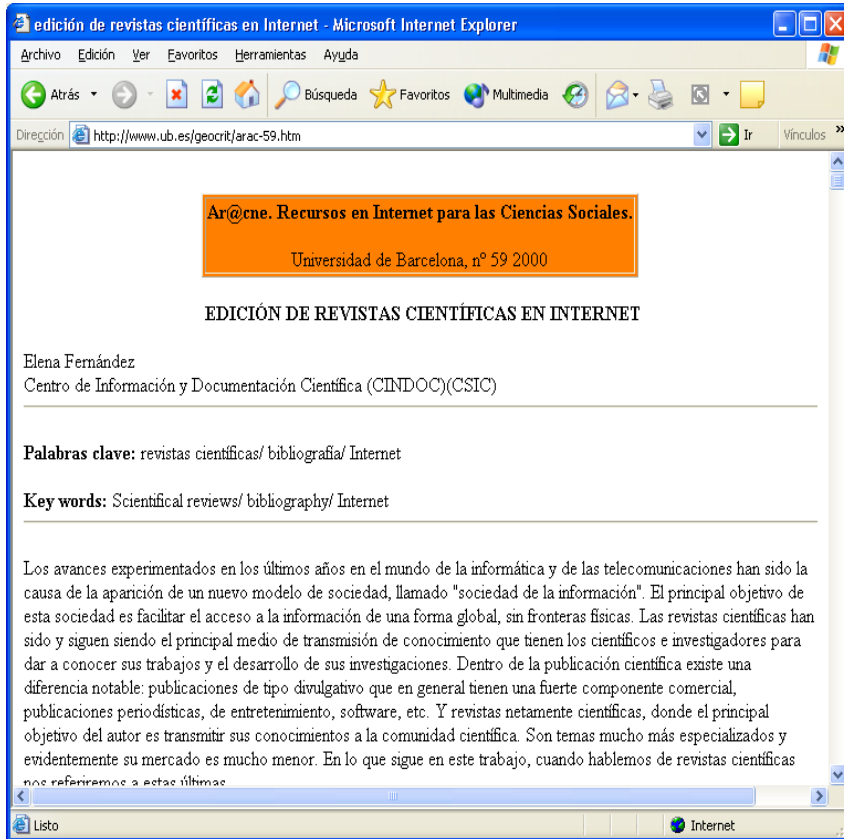 edición de revistas científicas en Internet - Microsoft Internet Explorer
Archivo Edición Ver Favoritos Herramientas Ayuda
Atrás Búsqueda Favoritos Multimedia
Dirección http://www.ub.es/geocrit/arac-59.htm Ir Vínculos »
Ar@cne. Recursos en Internet para las Ciencias Sociales.
Universidad de Barcelona, nº 59 2000
EDICIÓN DE REVISTAS CIENTÍFICAS EN INTERNET
Elena Fernández
Centro de Información y Documentación Científica (CINDOC)(CSIC)
Palabras clave: revistas científicas/ bibliografía/ Internet
Key words: Scientifical reviews/ bibliography/ Internet
Los avances experimentados en los últimos años en el mundo de la informática y de las telecomunicaciones han sido la
causa de la aparición de un nuevo modelo de sociedad, llamado "sociedad de la información". El principal objetivo de
esta sociedad es facilitar el acceso a la información de una forma global, sin fronteras físicas. Las revistas científicas han
sido y siguen siendo el principal medio de transmisión de conocimiento que tienen los científicos e investigadores para
dar a conocer sus trabajos y el desarrollo de sus investigaciones. Dentro de la publicación científica existe una
diferencia notable: publicaciones de tipo divulgativo que en general tienen una fuerte componente comercial,
publicaciones periodísticas, de entretenimiento, software, etc. Y revistas netamente científicas, donde el principal
objetivo del autor es transmitir sus conocimientos a la comunidad científica. Son temas mucho más especializados y
evidentemente su mercado es mucho menor. En lo que sigue en este trabajo, cuando hablemos de revistas científicas
nos referiremos a estas últimas
Listo Internet